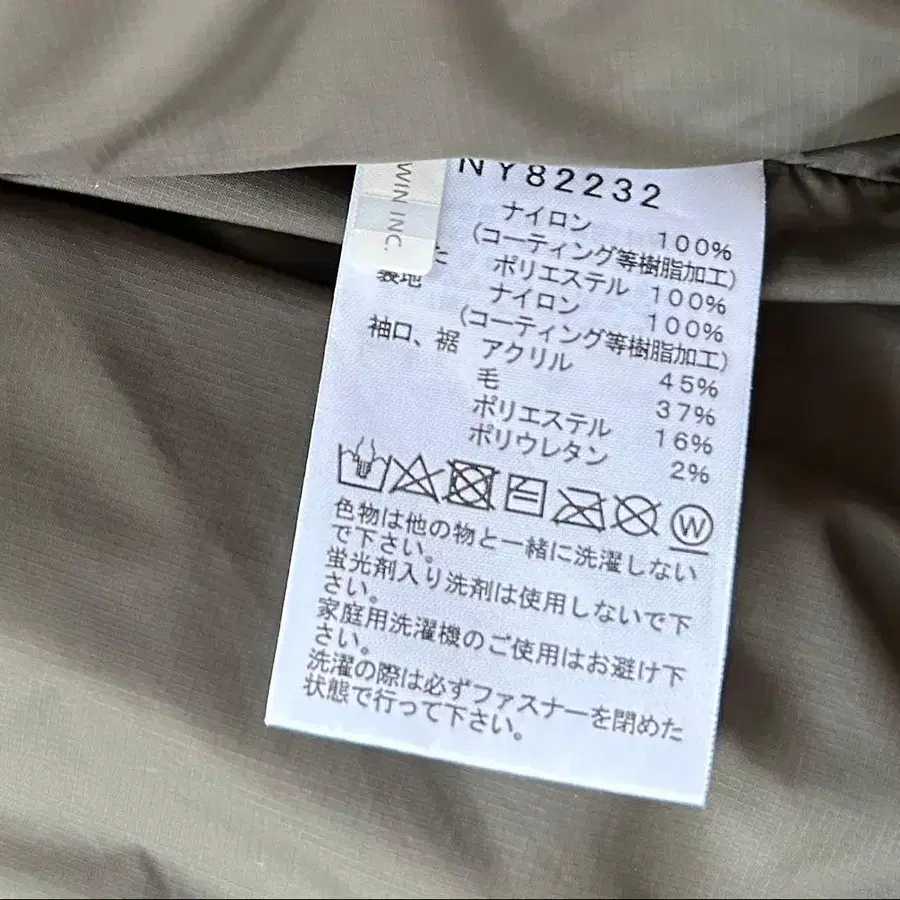 WIN INC.
NY82232
ナイロン 100%
(コーティング等樹脂加工)
ポリエステル 100%
裏地 ナイロン 100%
(コーティング等樹脂加工)
袖口、裾 アクリル 45%
毛 37%
ポリエステル 16%
ポリウレタン 2%
W
色物は他の物と一緒に洗濯しない
で下さい。
蛍光剤入り洗剤は使用しないで下
さい。
家庭用洗濯機のご使用はお避け下
さい。
洗濯の際は必ずファスナーを閉めた
状態で行って下さい。